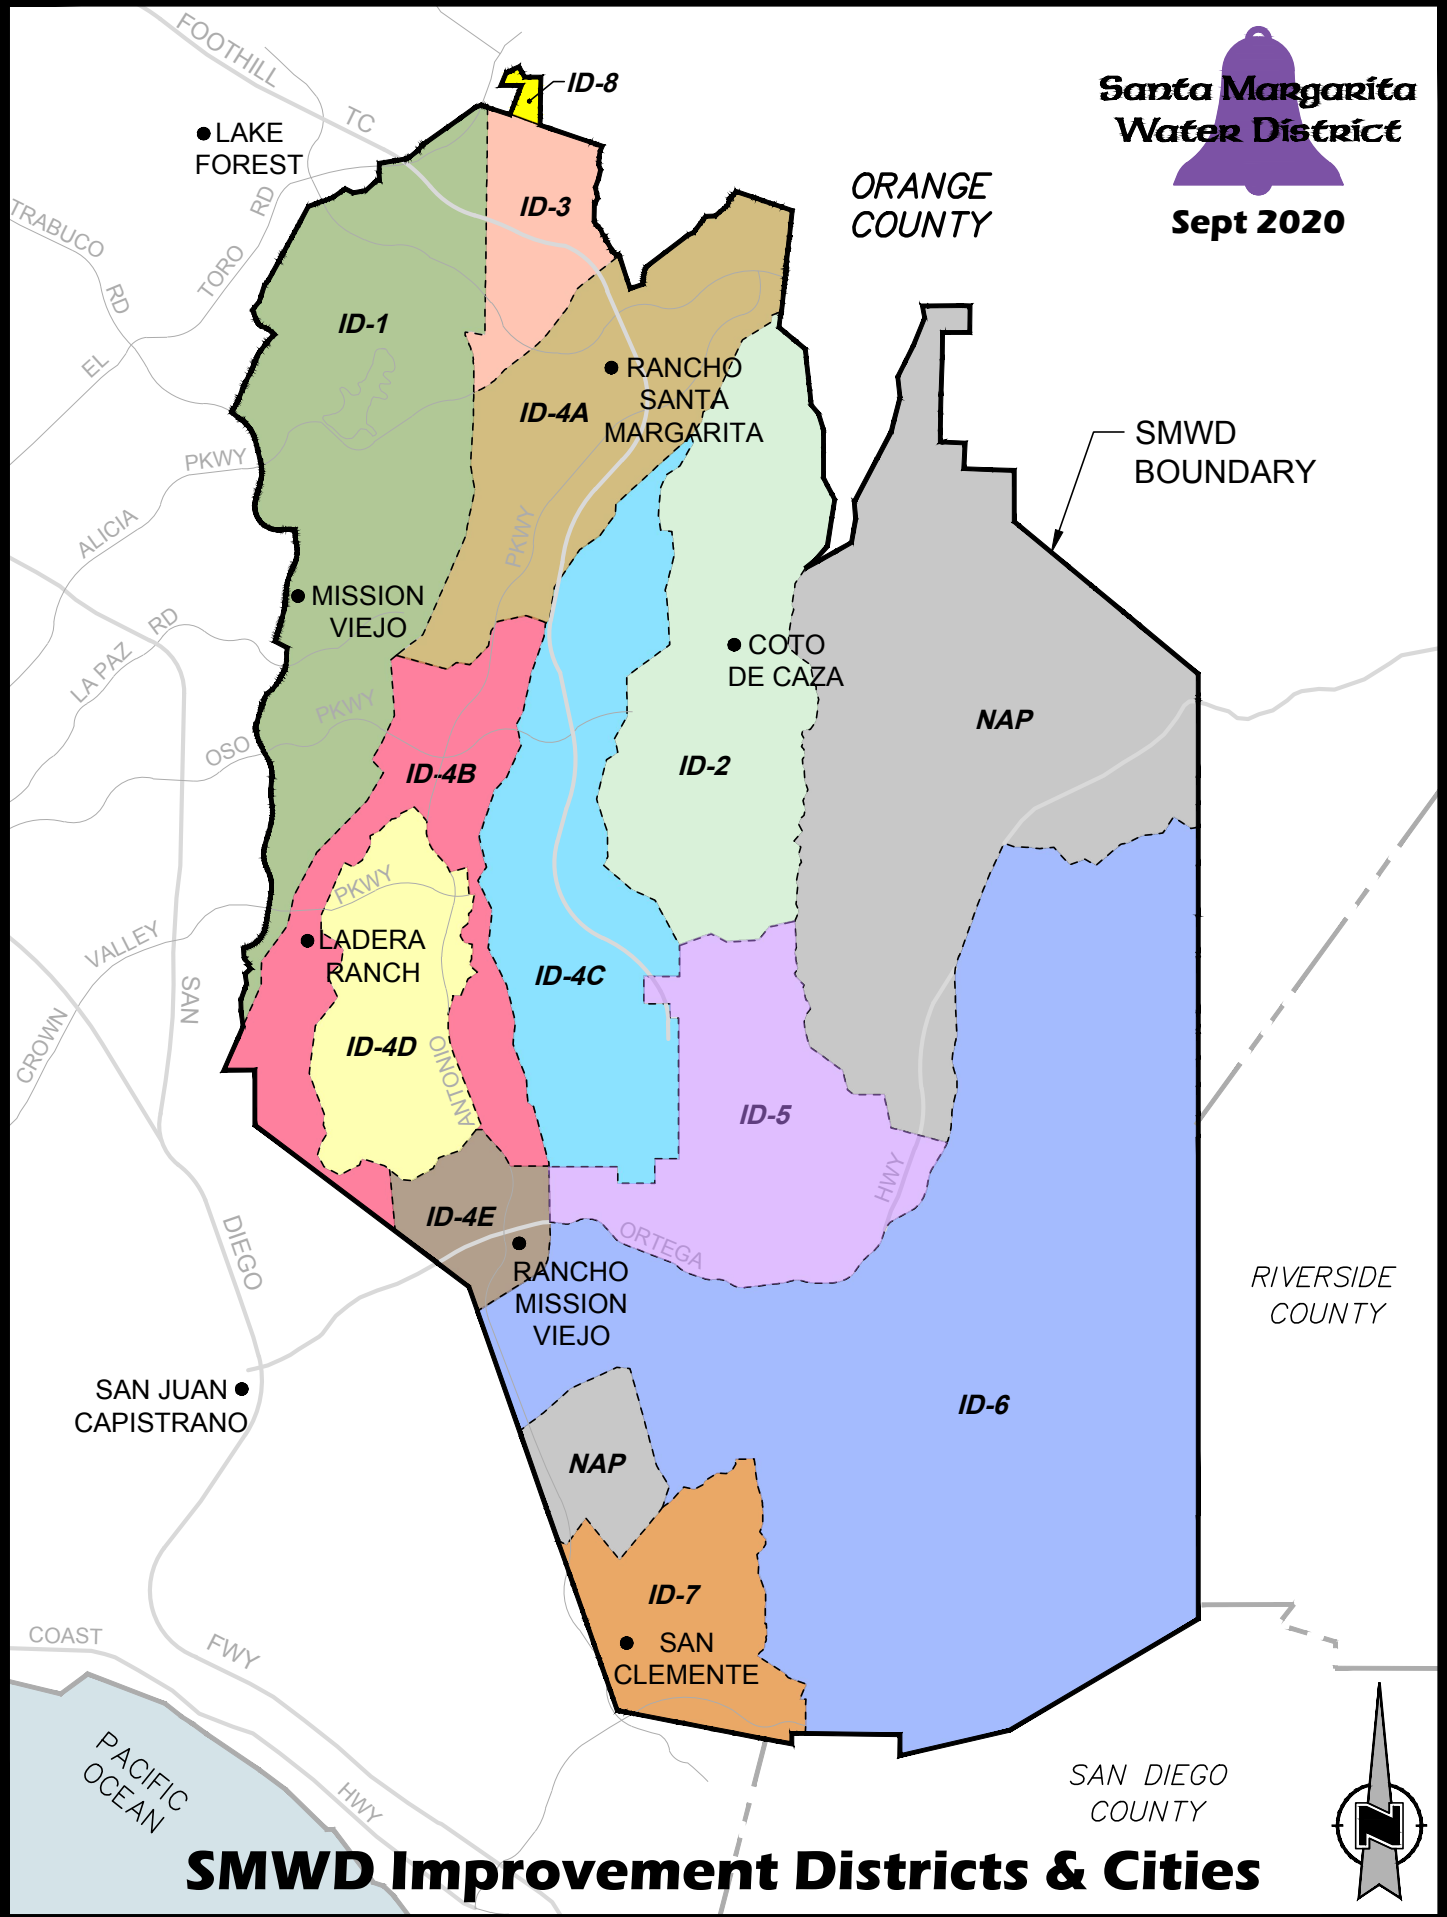 FOOTHILL
TC
ID-8
Santa Margarita
Water District
Sept 2020
LAKE
FOREST
ORANGE
COUNTY
TRABUCO
RD
TORO
RD
EL
ID-3
ID-1
RANCHO
SANTA
MARGARITA
ID-4A
SMWD
BOUNDARY
PKWY
ALICIA
PKWY
MISSION
VIEJO
LA PAZ
RD
COTO
DE CAZA
NAP
PKWY
OSO
ID-4B
ID-2
PKWY
VALLEY
CROWN
LADERA
RANCH
ID-4C
SAN
ID-4D
ANTONIO
ID-5
HWY
ID-4E
ORTEGA
DIEGO
RANCHO
MISSION
VIEJO
RIVERSIDE
COUNTY
SAN JUAN
CAPISTRANO
ID-6
NAP
ID-7
SAN
CLEMENTE
COAST
FWY
PACIFIC
OCEAN
HWY
SAN DIEGO
COUNTY
N
SMWD Improvement Districts & Cities